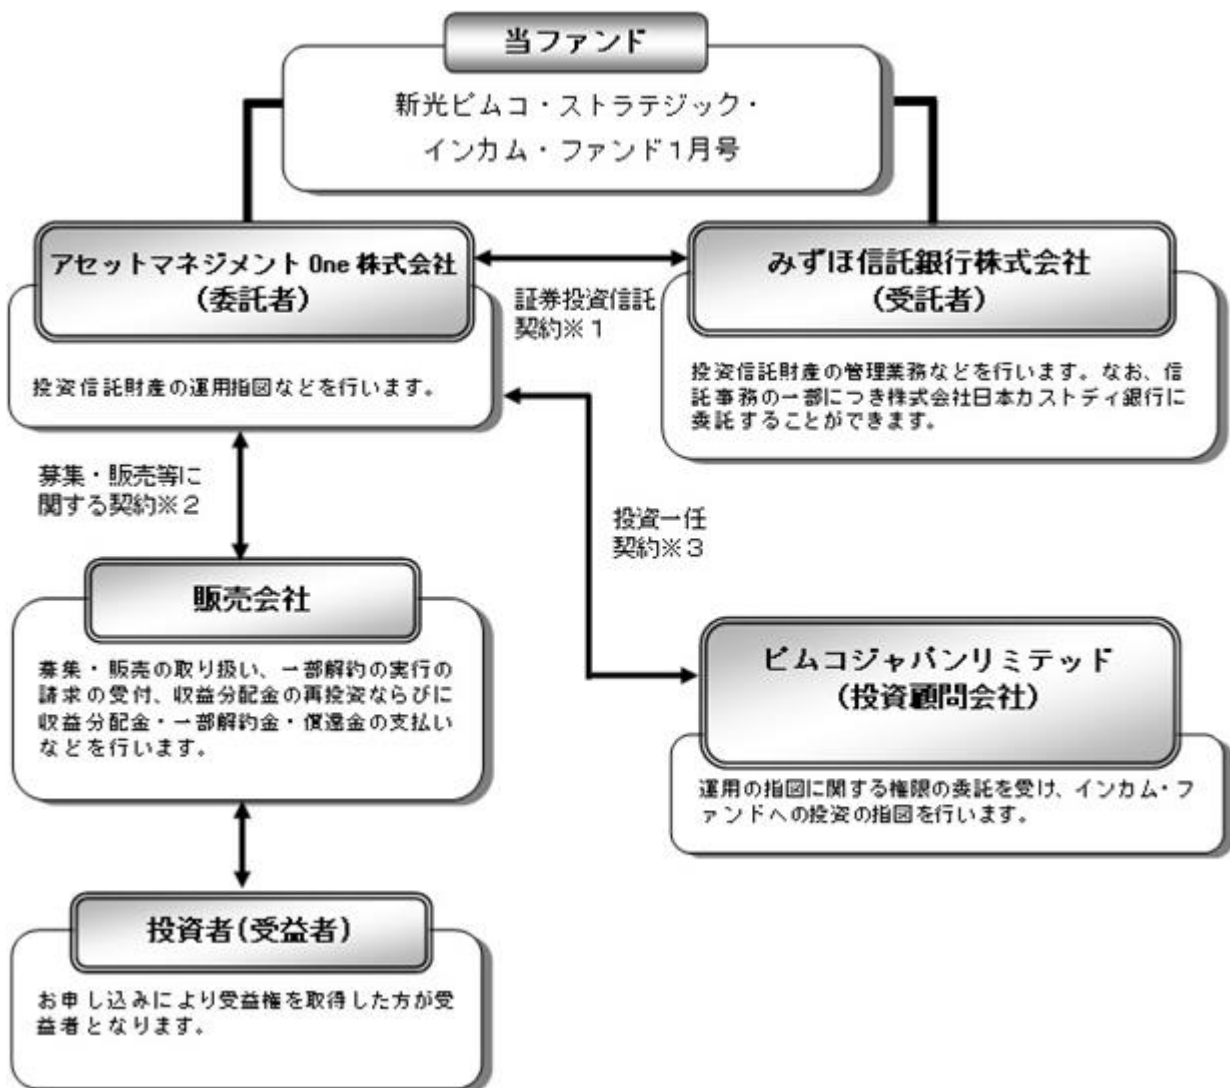 当ファンド
新光ピムコ・ストラテジック・
インカム・ファンド1月号
アセットマネジメント One 株式会社
(委託者)
投資信託財産の運用指図などを行います。
証券投資信託
契約※1
みずほ信託銀行株式会社
(受託者)
投資信託財産の管理業務などを行います。なお、信
託事務の一部につき株式会社日本カストディ銀行に
委託することができます。
募集・販売等に
関する契約※2
投資一任
契約※3
販売会社
募集・販売の取り扱い、一部解約の実行の
請求の受付、収益分配金の再投資ならびに
収益分配金・一部解約金・償還金の支払い
などを行います。
ピムコジャパンリミテッド
(投資顧問会社)
運用の指図に関する権限の委託を受け、インカム・フ
ァンドへの投資の指図を行います。
投資者(受益者)
お申し込みにより受益権を取得した方が受
益者となります。